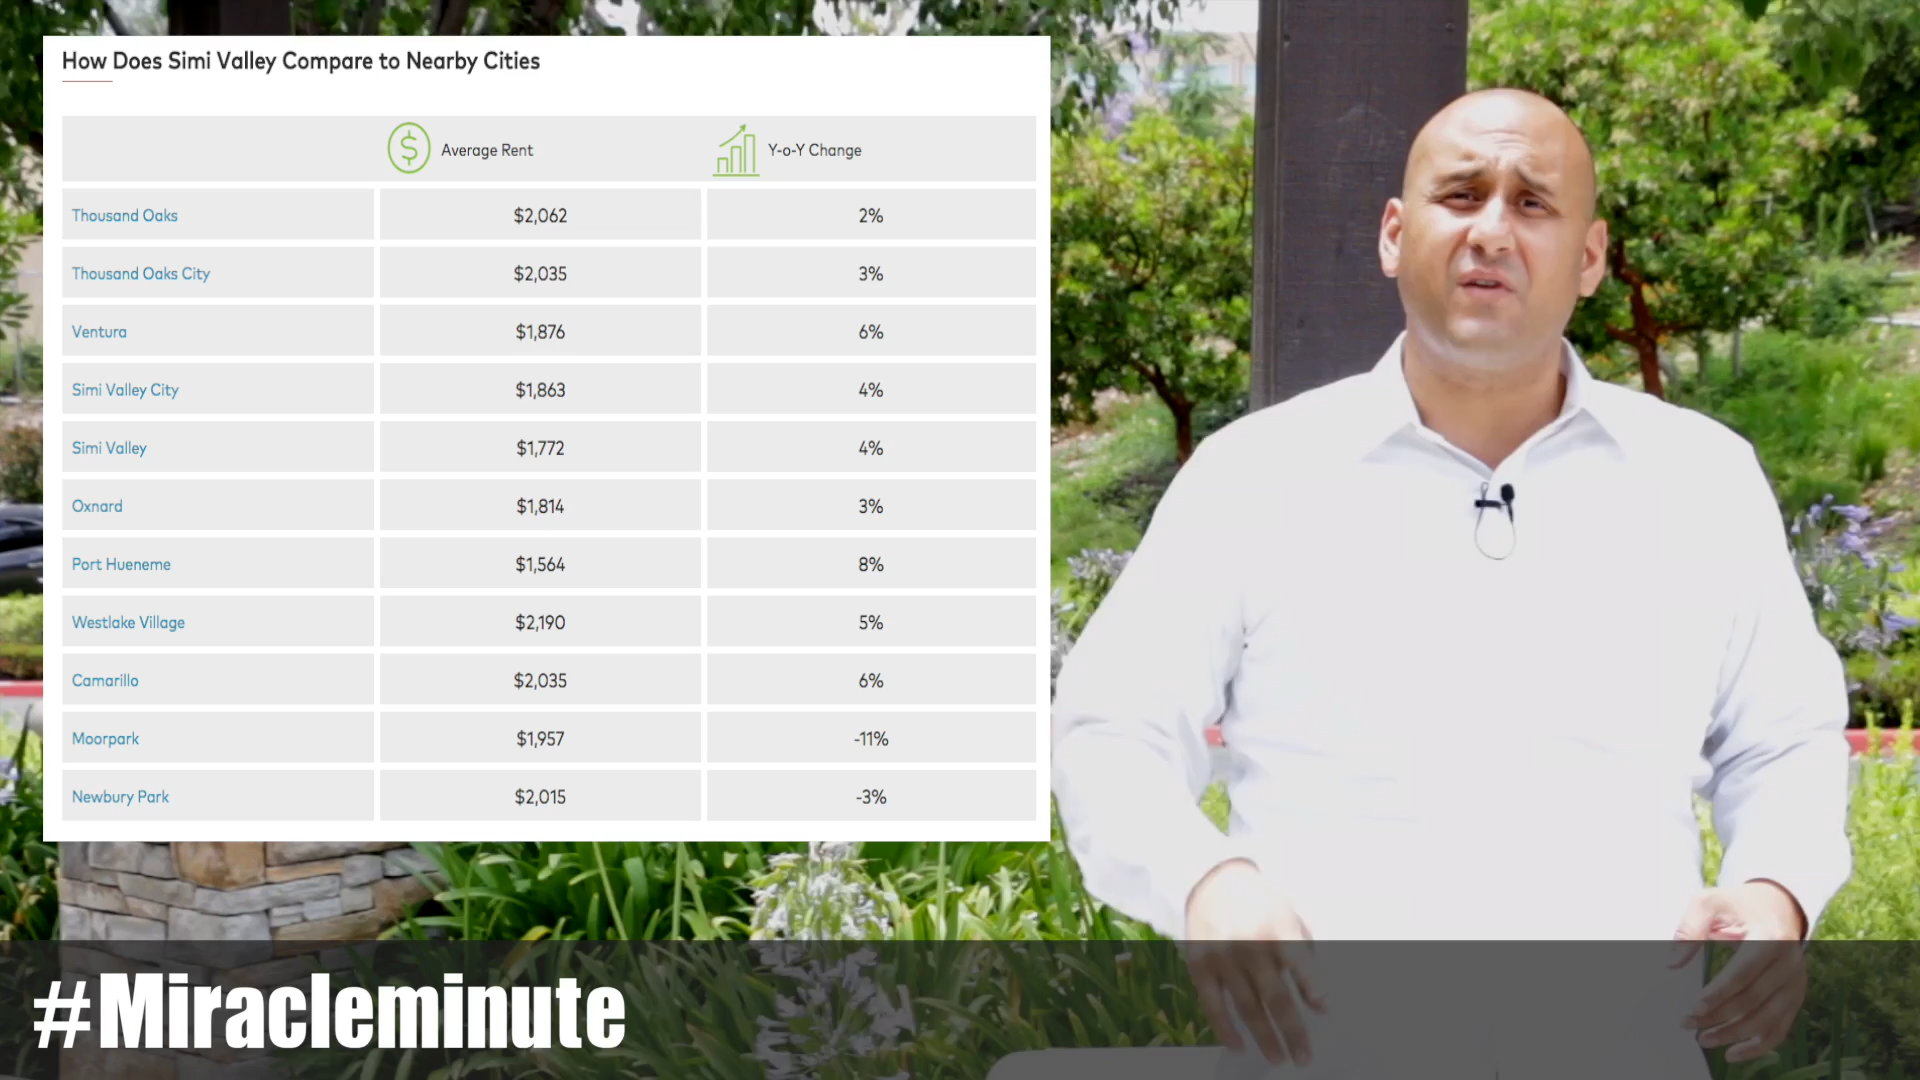 How Does Simi Valley Compare to Nearby Cities
$ Average Rent Y-o-Y Change
Thousand Oaks $2,062 2%
Thousand Oaks City $2,035 3%
Ventura $1,876 6%
Simi Valley City $1,863 4%
Simi Valley $1,772 4%
Oxnard $1,814 3%
Port Hueneme $1,564 8%
Westlake Village $2,190 5%
Camarillo $2,035 6%
Moorpark $1,957 -11%
Newbury Park $2,015 -3%
#Miracleminute